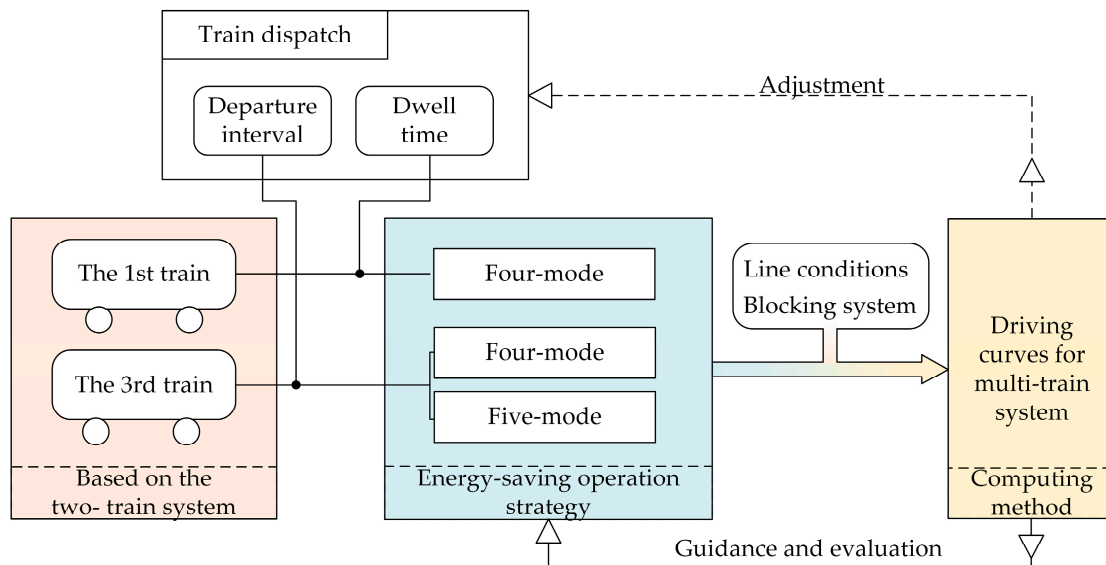 Train dispatch
Departure
interval
Dwell
time
Adjustment
The 1st train
The 3rd train
Based on the
two- train system
Four-mode
Four-mode
Five-mode
Energy-saving operation
strategy
Line conditions
Blocking system
Driving
curves for
multi-train
system
Computing
method
Guidance and evaluation